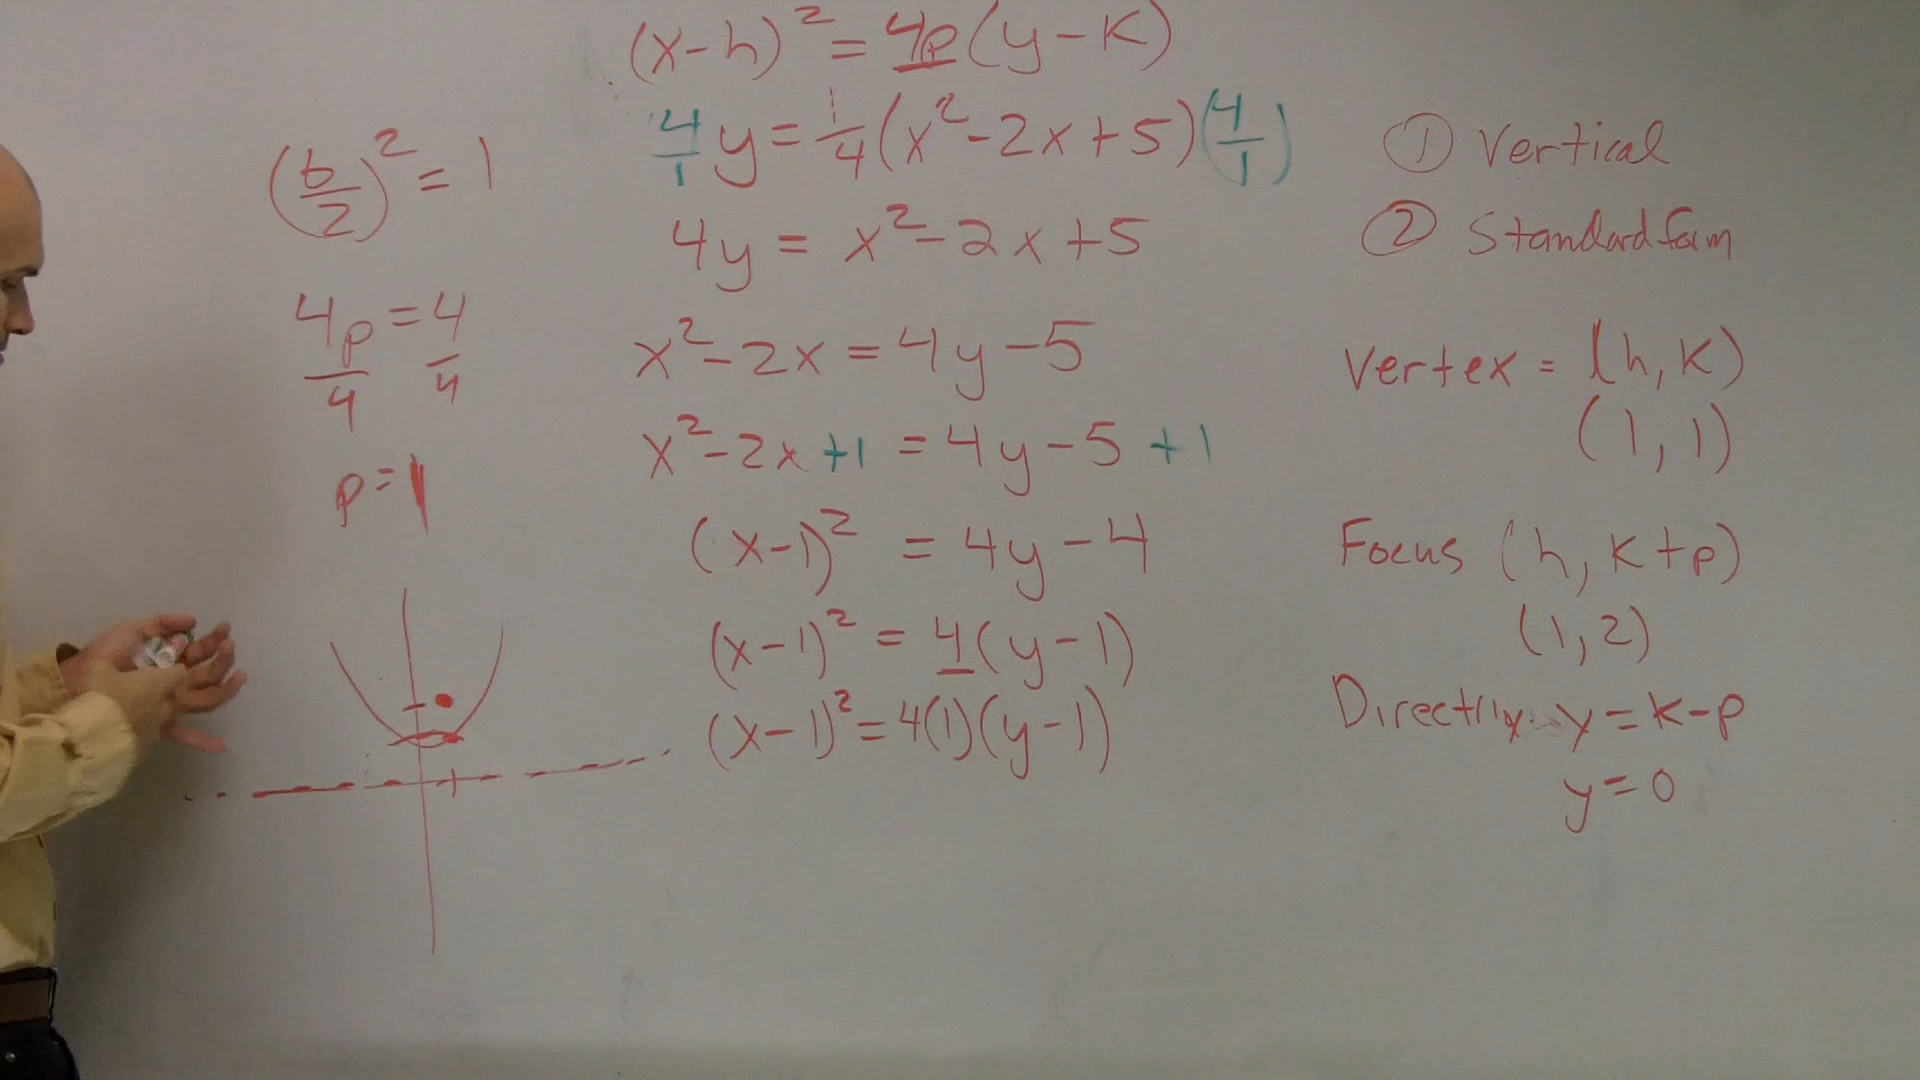 (x-h)² = 4p(y-k)
4/1 y = 1/4 (x²-2x+5)(4/1)
4y = x²-2x+5
x²-2x = 4y-5
x²-2x+1 = 4y-5+1
(x-1)² = 4y-4
(x-1)² = 4(y-1)
(x-1)² = 4(1)(y-1)
(b/2)² = 1
4p/4 = 4/4
p=1
① Vertical
② Standard form
Vertex = (h, k)
(1, 1)
Focus (h, k+p)
(1, 2)
Directrix y = k-p
y = 0